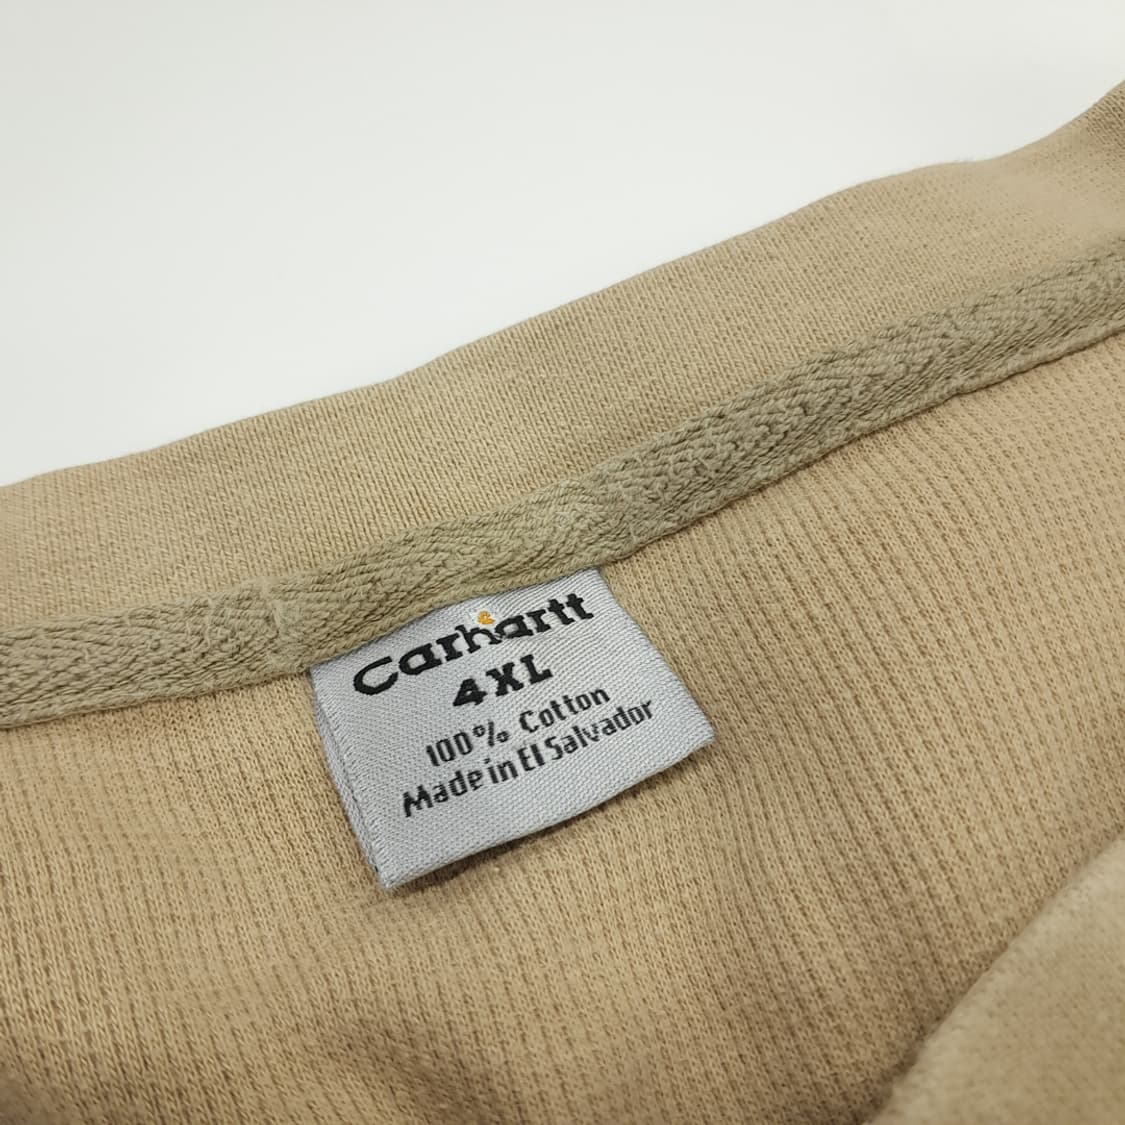 Carhartt
4XL
100% Cotton
Made in El Salvador